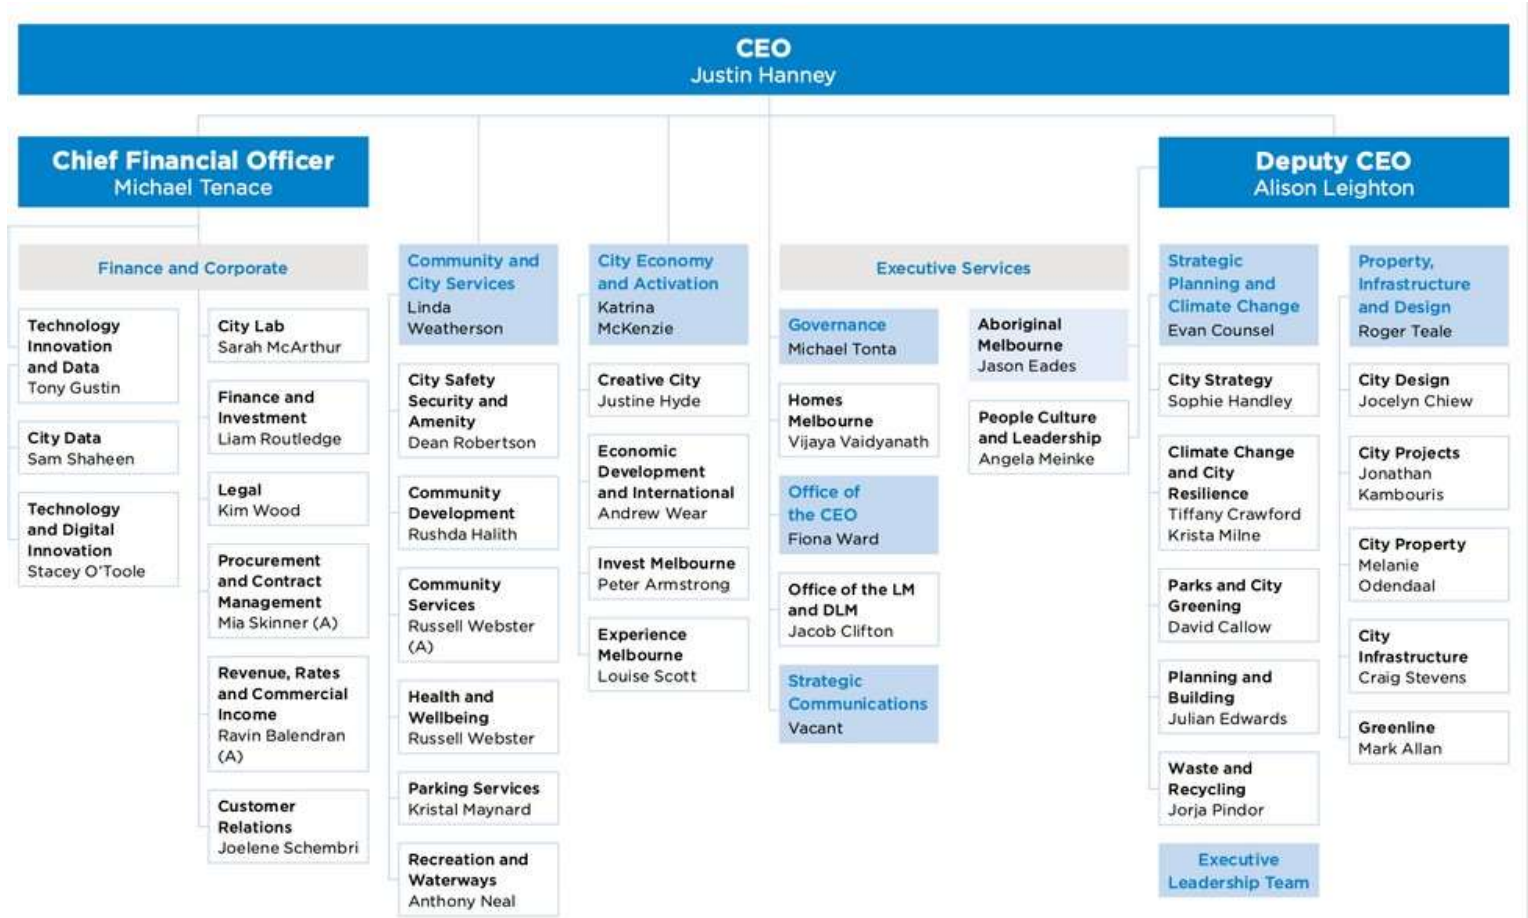 CEO
Justin Hanney
Chief Financial Officer
Michael Tenace
Deputy CEO
Alison Leighton
Finance and Corporate
Technology
Innovation
and Data
Tony Gustin
City Data
Sam Shaheen
Technology
and Digital
Innovation
Stacey O'Toole
City Lab
Sarah McArthur
Finance and
Investment
Liam Routledge
Legal
Kim Wood
Procurement
and Contract
Management
Mia Skinner (A)
Revenue, Rates
and Commercial
Income
Ravin Balendran
(A)
Customer
Relations
Joelene Schembri
Community and
City Services
Linda
Weatherson
City Safety
Security and
Amenity
Dean Robertson
Community
Development
Rushda Halith
Community
Services
Russell Webster
(A)
Health and
Wellbeing
Russell Webster
Parking Services
Kristal Maynard
Recreation and
Waterways
Anthony Neal
City Economy
and Activation
Katrina
McKenzie
Creative City
Justine Hyde
Economic
Development
and International
Andrew Wear
Invest Melbourne
Peter Armstrong
Experience
Melbourne
Louise Scott
Executive Services
Governance
Michael Tonta
Homes
Melbourne
Vijaya Vaidyanath
Office of
the CEO
Fiona Ward
Office of the LM
and DLM
Jacob Clifton
Strategic
Communications
Vacant
Aboriginal
Melbourne
Jason Eades
People Culture
and Leadership
Angela Meinke
Strategic
Planning and
Climate Change
Evan Counsel
City Strategy
Sophie Handley
Climate Change
and City
Resilience
Tiffany Crawford
Krista Milne
Parks and City
Greening
David Callow
Planning and
Building
Julian Edwards
Waste and
Recycling
Jorja Pindor
Executive
Leadership Team
Property,
Infrastructure
and Design
Roger Teale
City Design
Jocelyn Chiew
City Projects
Jonathan
Kambouris
City Property
Melanie
Odendaal
City
Infrastructure
Craig Stevens
Greenline
Mark Allan